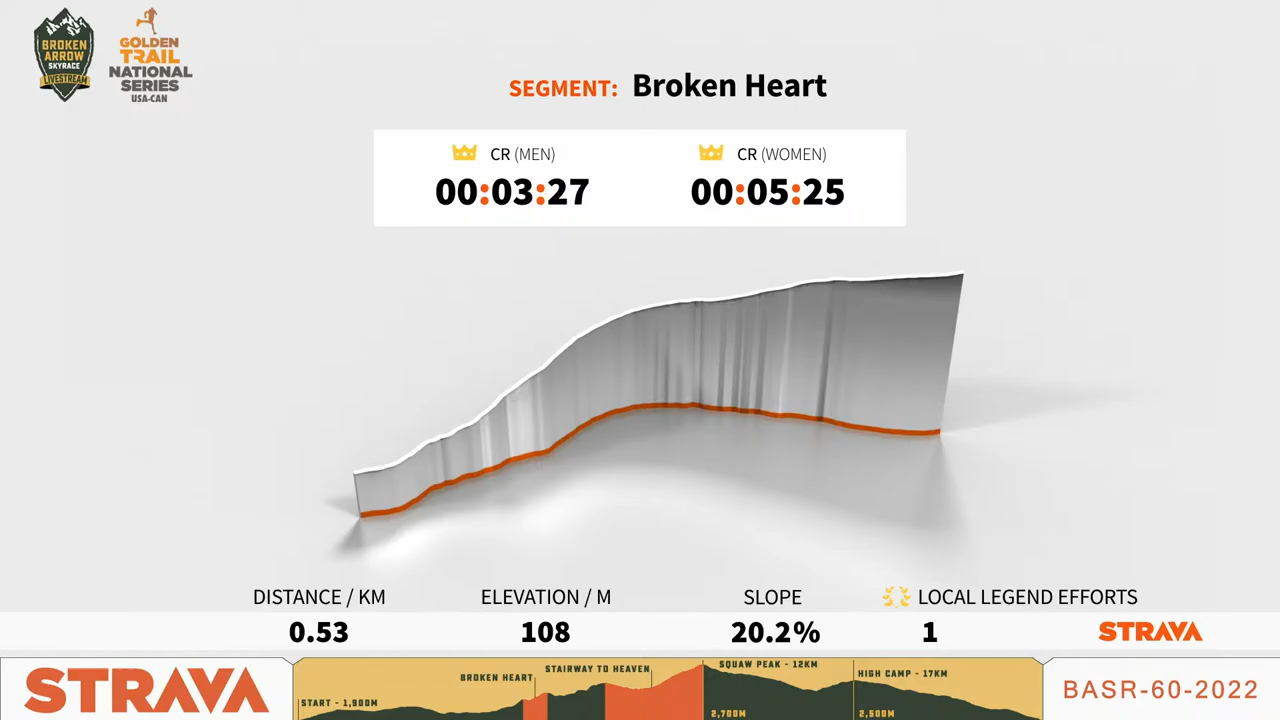 BROKEN
ARROW
SKYRACE
LIVESTREAM
GOLDEN
TRAIL
NATIONAL
SERIES
USA-CAN
SEGMENT: Broken Heart
CR (MEN)
00:03:27
CR (WOMEN)
00:05:25
DISTANCE / KM
0.53
ELEVATION / M
108
SLOPE
20.2%
LOCAL LEGEND EFFORTS
1
STRAVA
STRAVA
START - 1,900M
BROKEN HEART
STAIRWAY TO HEAVEN
SQUAW PEAK - 12KM
2,700M
HIGH CAMP - 17KM
2,500M
BASR-60-2022